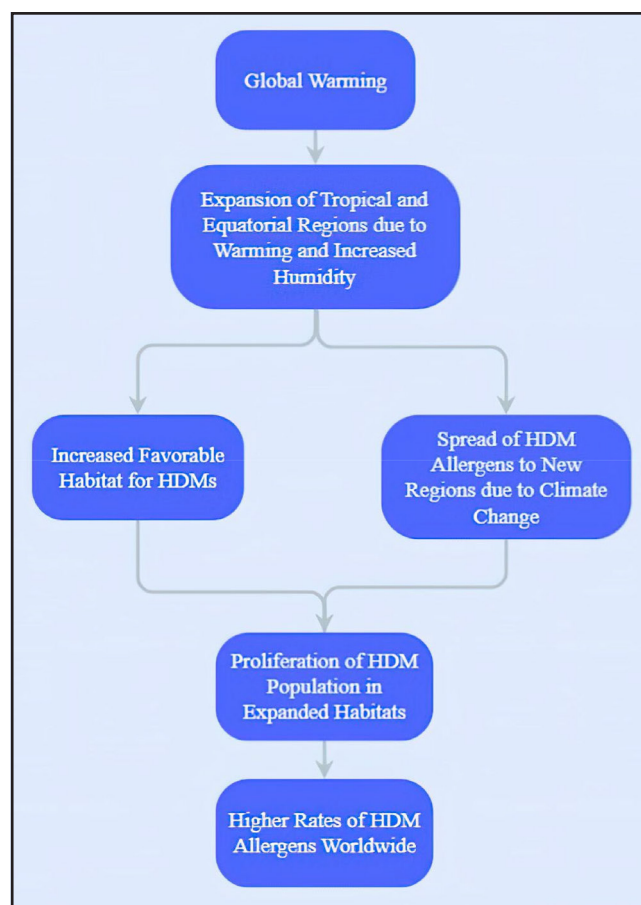 Global Warming
Expansion of Tropical and
Equatorial Regions due to
Warming and Increased
Humidity
Increased Favorable
Habitat for HDMs
Spread of HDM
Allergens to New
Regions due to Climate
Change
Proliferation of HDM
Population in
Expanded Habitats
Higher Rates of HDM
Allergens Worldwide